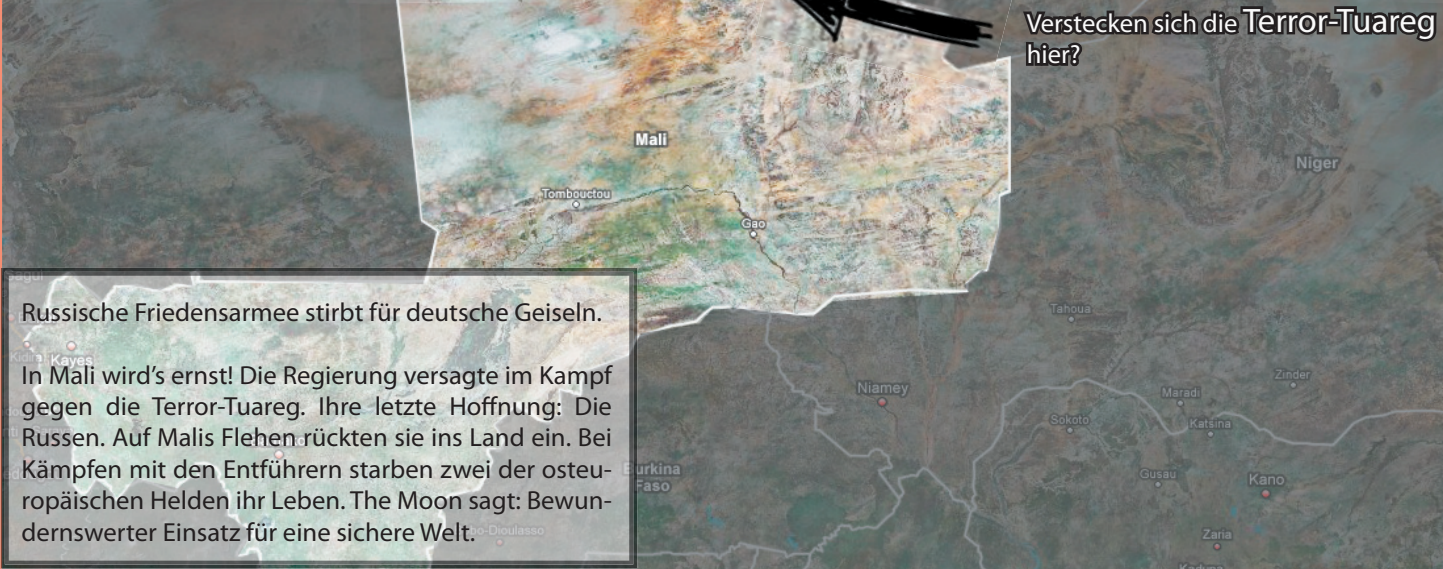 Verstecken sich die Terror-Tuareg
hier?
Mali
Niger
Tombouctou
Gao
Russische Friedensarmee stirbt für deutsche Geiseln.
Kayes
In Mali wird's ernst! Die Regierung versagte im Kampf
gegen die Terror-Tuareg. Ihre letzte Hoffnung: Die
Russen. Auf Malis Flehen rückten sie ins Land ein. Bei
Kämpfen mit den Entführern starben zwei der osteu-
ropäischen Helden ihr Leben. The Moon sagt: Bewun-
dernswerter Einsatz für eine sichere Welt.
Tahoua
Niamey
Maradi
Zinder
Sokoto
Katsina
Burkina
Faso
Gusau
Kano
bo-Dioulasso
Zaria
Kaduna